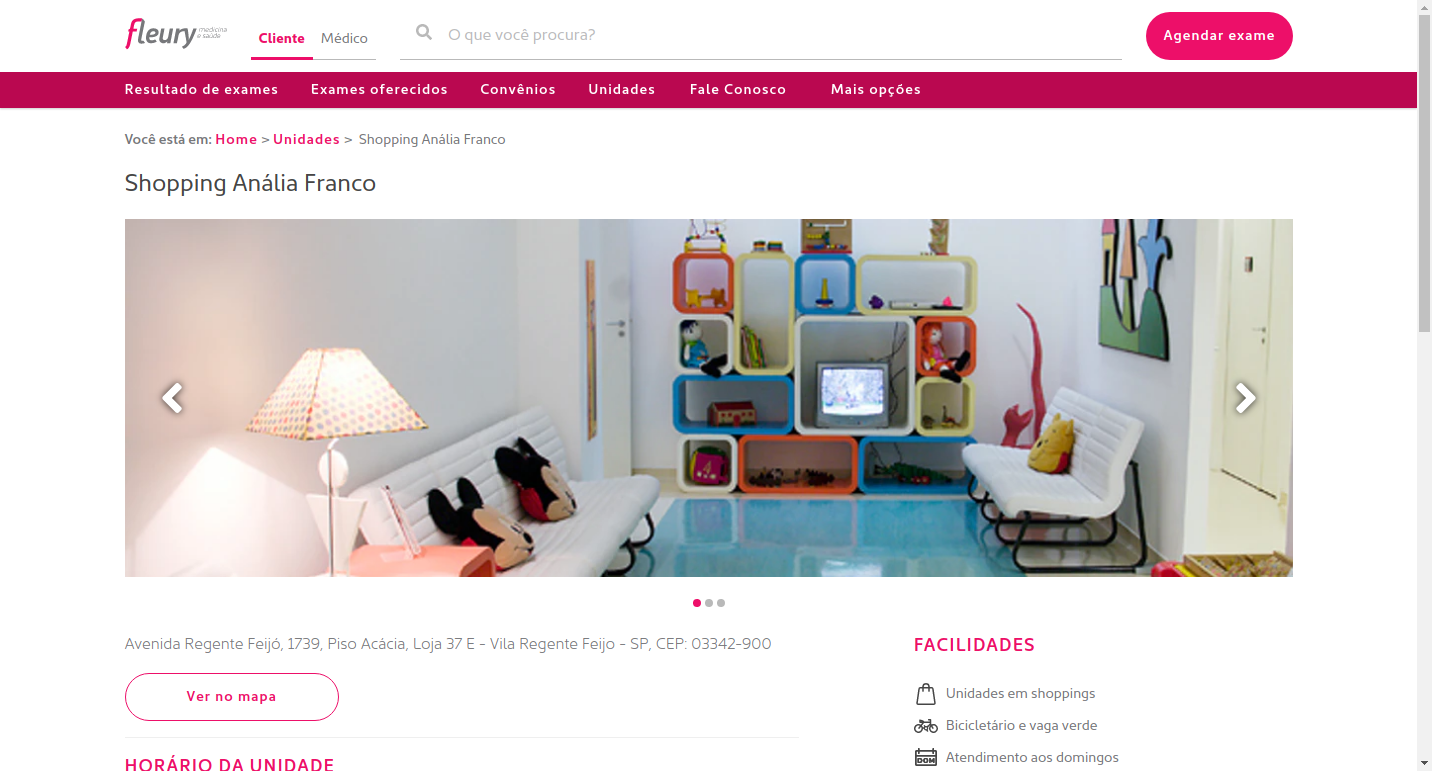 fleury medicina e saúde
Cliente Médico
O que você procura?
Agendar exame
Resultado de exames Exames oferecidos Convênios Unidades Fale Conosco Mais opções
Você está em: Home > Unidades > Shopping Anália Franco
Shopping Anália Franco
Avenida Regente Feijó, 1739, Piso Acácia, Loja 37 E - Vila Regente Feijo - SP, CEP: 03342-900
Ver no mapa
HORÁRIO DA UNIDADE
FACILIDADES
Unidades em shoppings
Bicicletário e vaga verde
DOM
Atendimento aos domingos